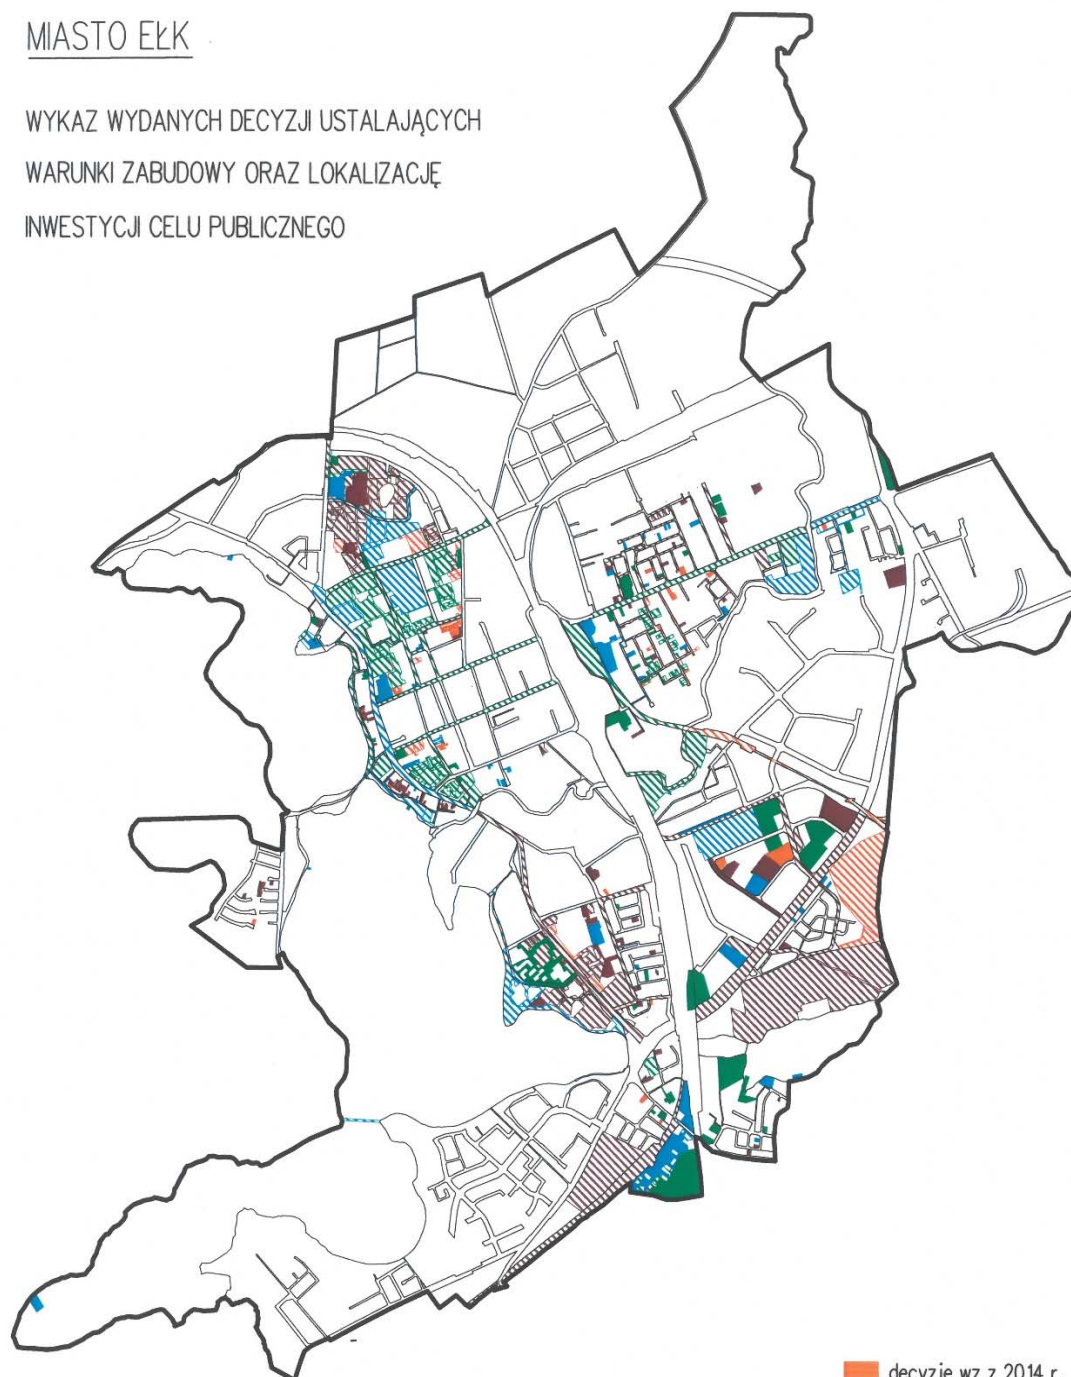 MIASTO EŁK
WYKAZ WYDANYCH DECYZJI USTALAJĄCYCH
WARUNKI ZABUDOWY ORAZ LOKALIZACJĘ
INWESTYCJI CELU PUBLICZNEGO
decyzje wz z 2014 r